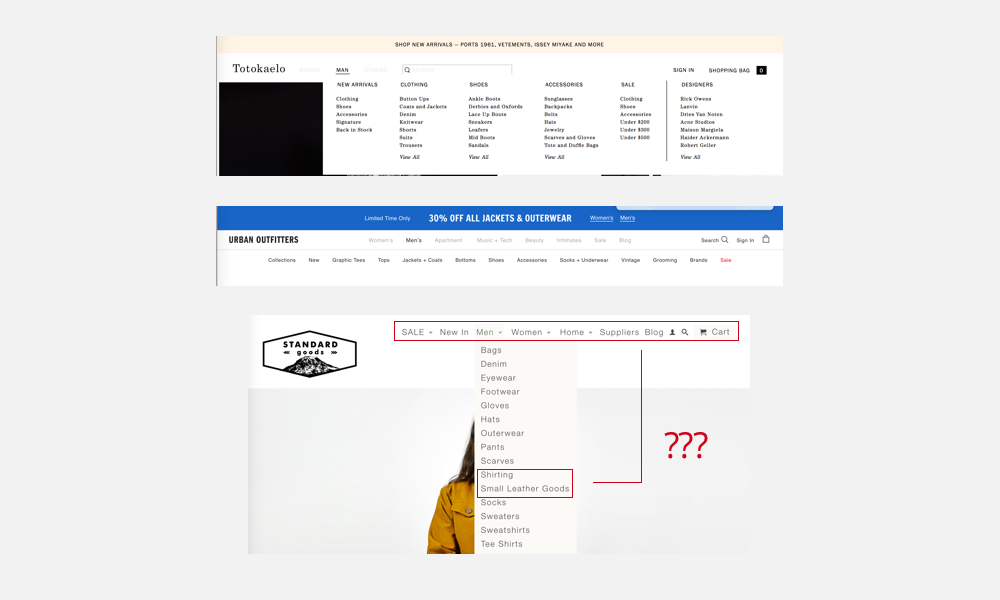 SHOP NEW ARRIVALS — PORTS 1961, VETEMENTS, ISSEY MIYAKE AND MORE
Totokaelo WOMAN MAN STUDIOS SEARCH SIGN IN SHOPPING BAG 0
NEW ARRIVALS CLOTHING SHOES ACCESSORIES SALE DESIGNERS
Clothing Button Ups Ankle Boots Sunglasses Clothing Rick Owens
Shoes Coats and Jackets Derbies and Oxfords Backpacks Shoes Lanvin
Accessories Denim Lace Up Boots Belts Accessories Dries Van Noten
Signature Knitwear Sneakers Hats Under $200 Acne Studios
Back in Stock Shorts Loafers Jewelry Under $300 Maison Margiela
Suits Mid Boots Scarves and Gloves Under $500 Haider Ackermann
Trousers Sandals Tote and Duffle Bags Robert Geller
View All View All View All View All
Limited Time Only 30% OFF ALL JACKETS & OUTERWEAR Women's Men's
URBAN OUTFITTERS Women's Men's Apartment Music + Tech Beauty Intimates Sale Blog Search Sign In
Collections New Graphic Tees Tops Jackets + Coats Bottoms Shoes Accessories Socks + Underwear Vintage Grooming Brands Sale
SALE New In Men Women Home Suppliers Blog Cart
STANDARD
goods
Bags
Denim
Eyewear
Footwear
Gloves
Hats
Outerwear
Pants
Scarves
Shirting
Small Leather Goods
Socks
Sweaters
Sweatshirts
Tee Shirts
???